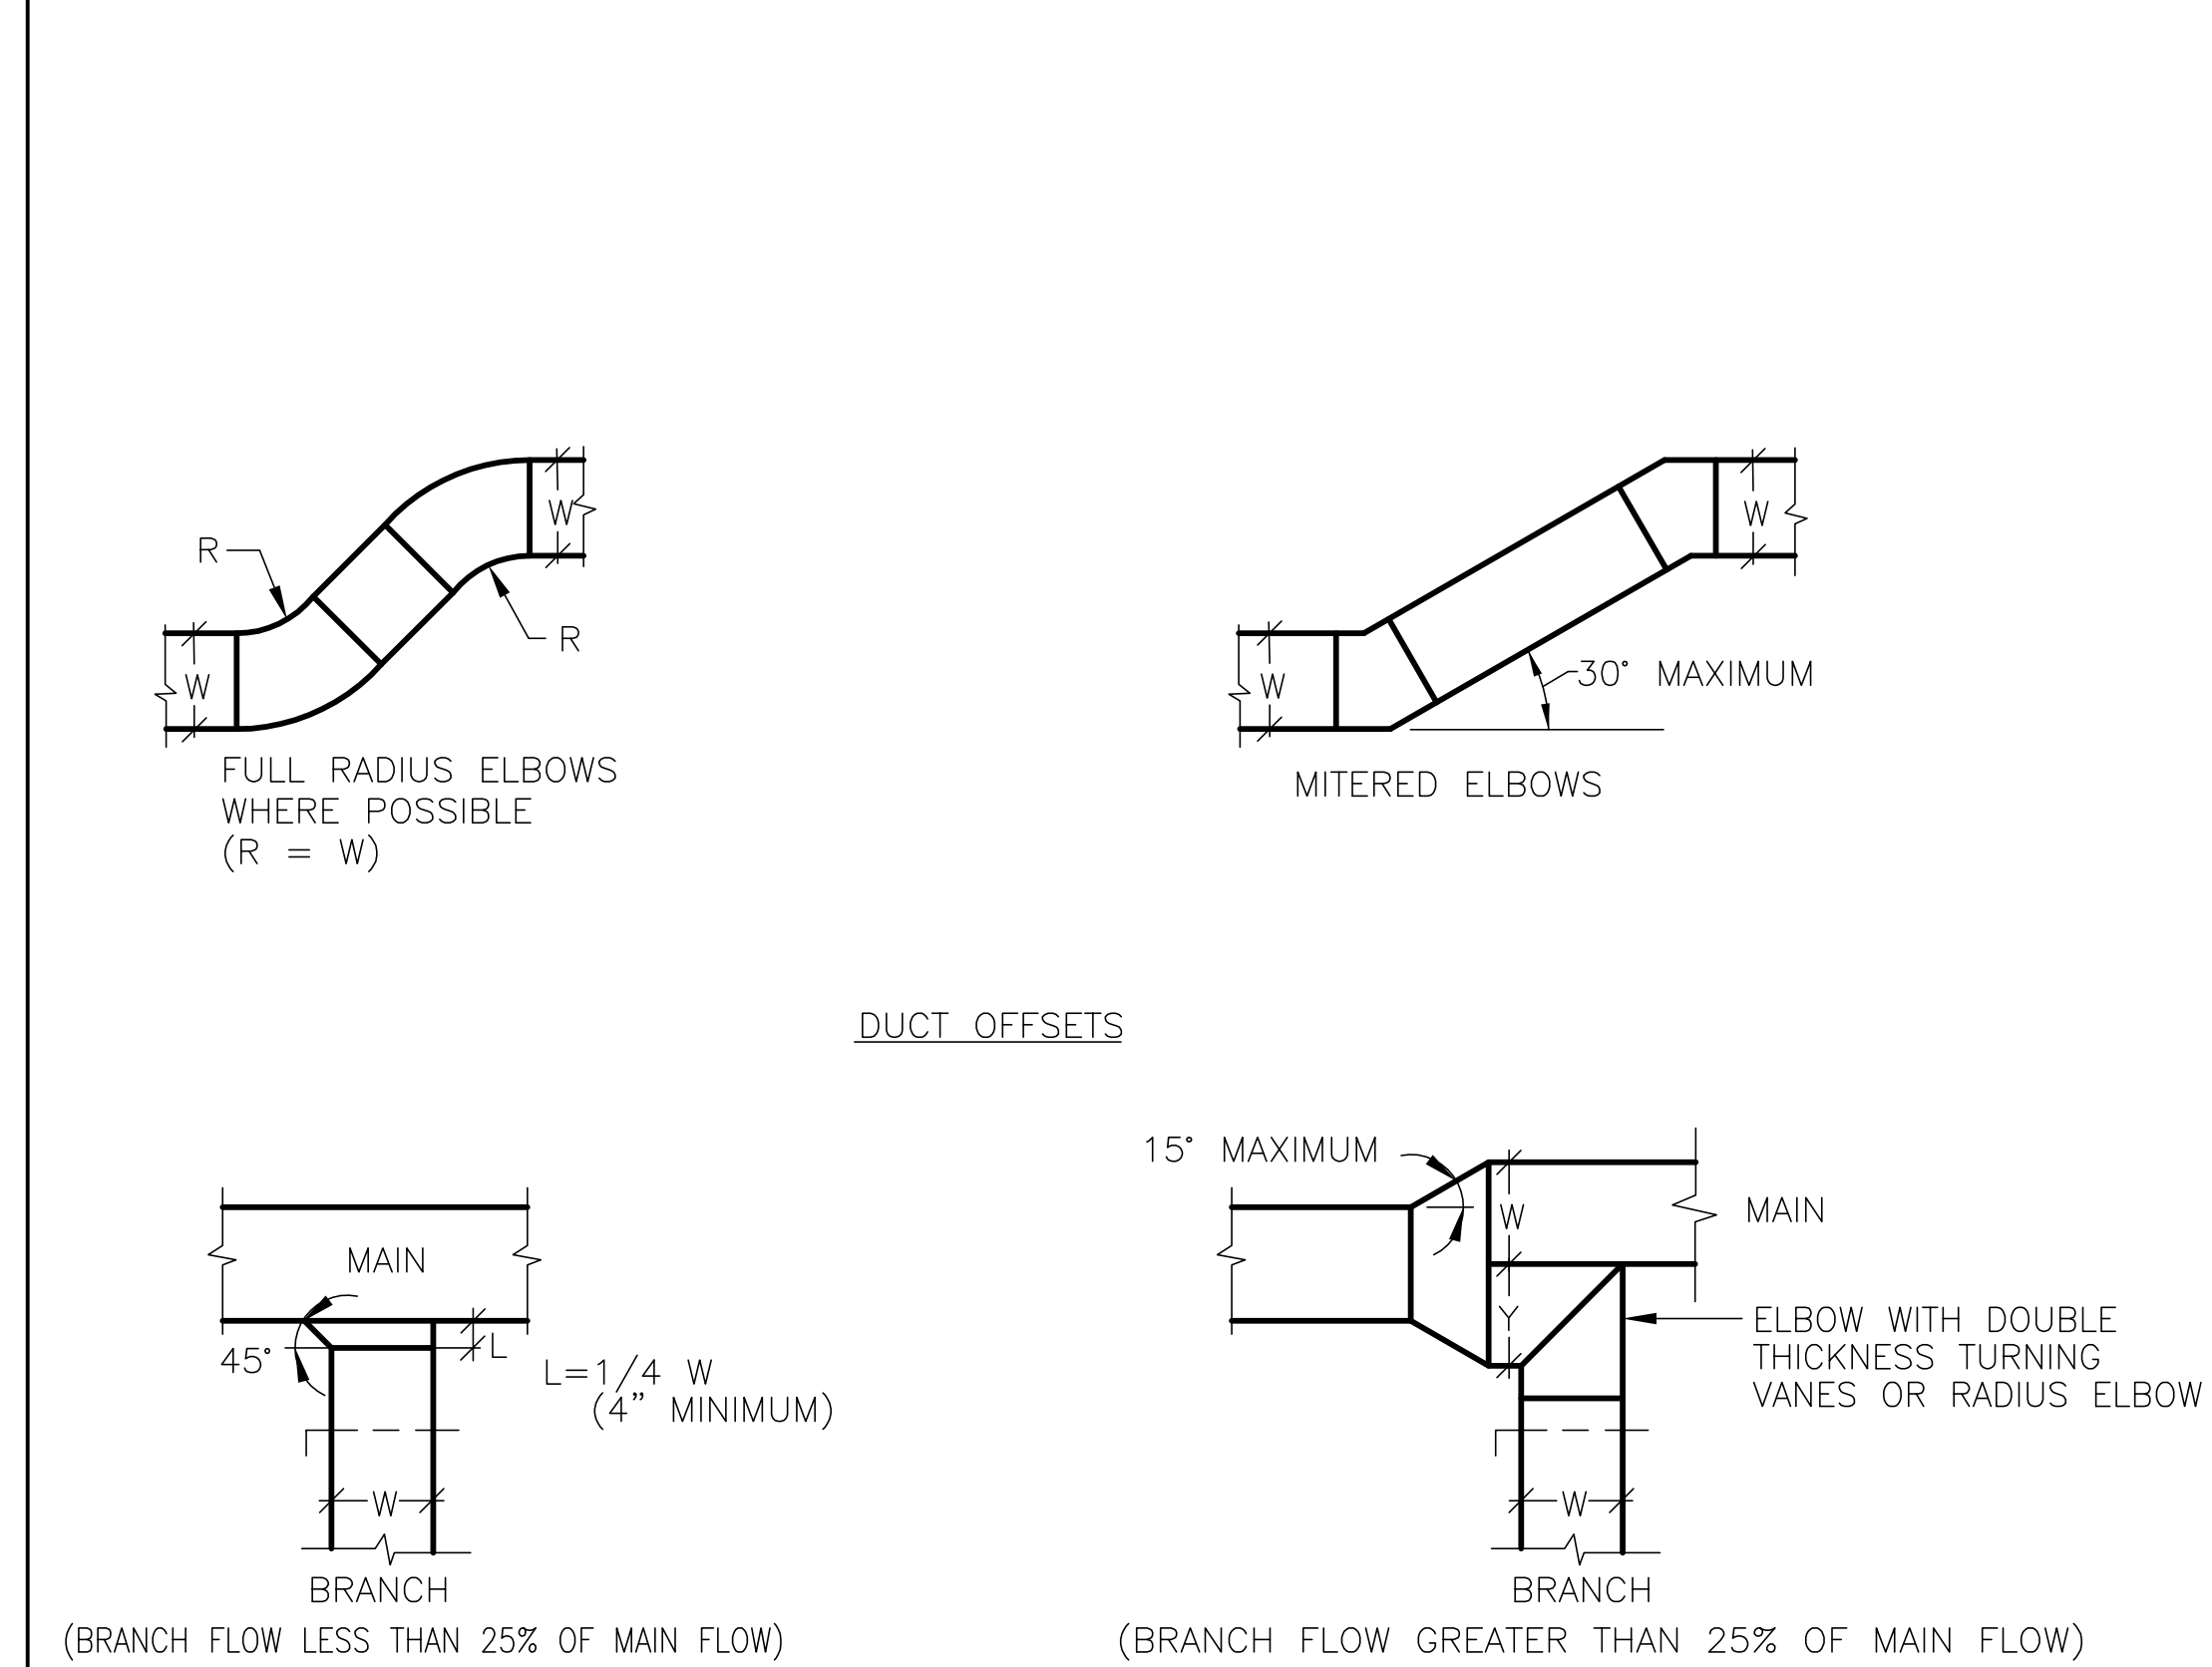 W
R
R
W
FULL RADIUS ELBOWS
WHERE POSSIBLE
(R = W)
W
W
30° MAXIMUM
MITERED ELBOWS
DUCT OFFSETS
MAIN
45°
L
L=1/4 W
(4” MINIMUM)
W
BRANCH
(BRANCH FLOW LESS THAN 25% OF MAIN FLOW)
15° MAXIMUM
W
MAIN
Y
ELBOW WITH DOUBLE
THICKNESS TURNING
VANES OR RADIUS ELBOW
W
BRANCH
(BRANCH FLOW GREATER THAN 25% OF MAIN FLOW)